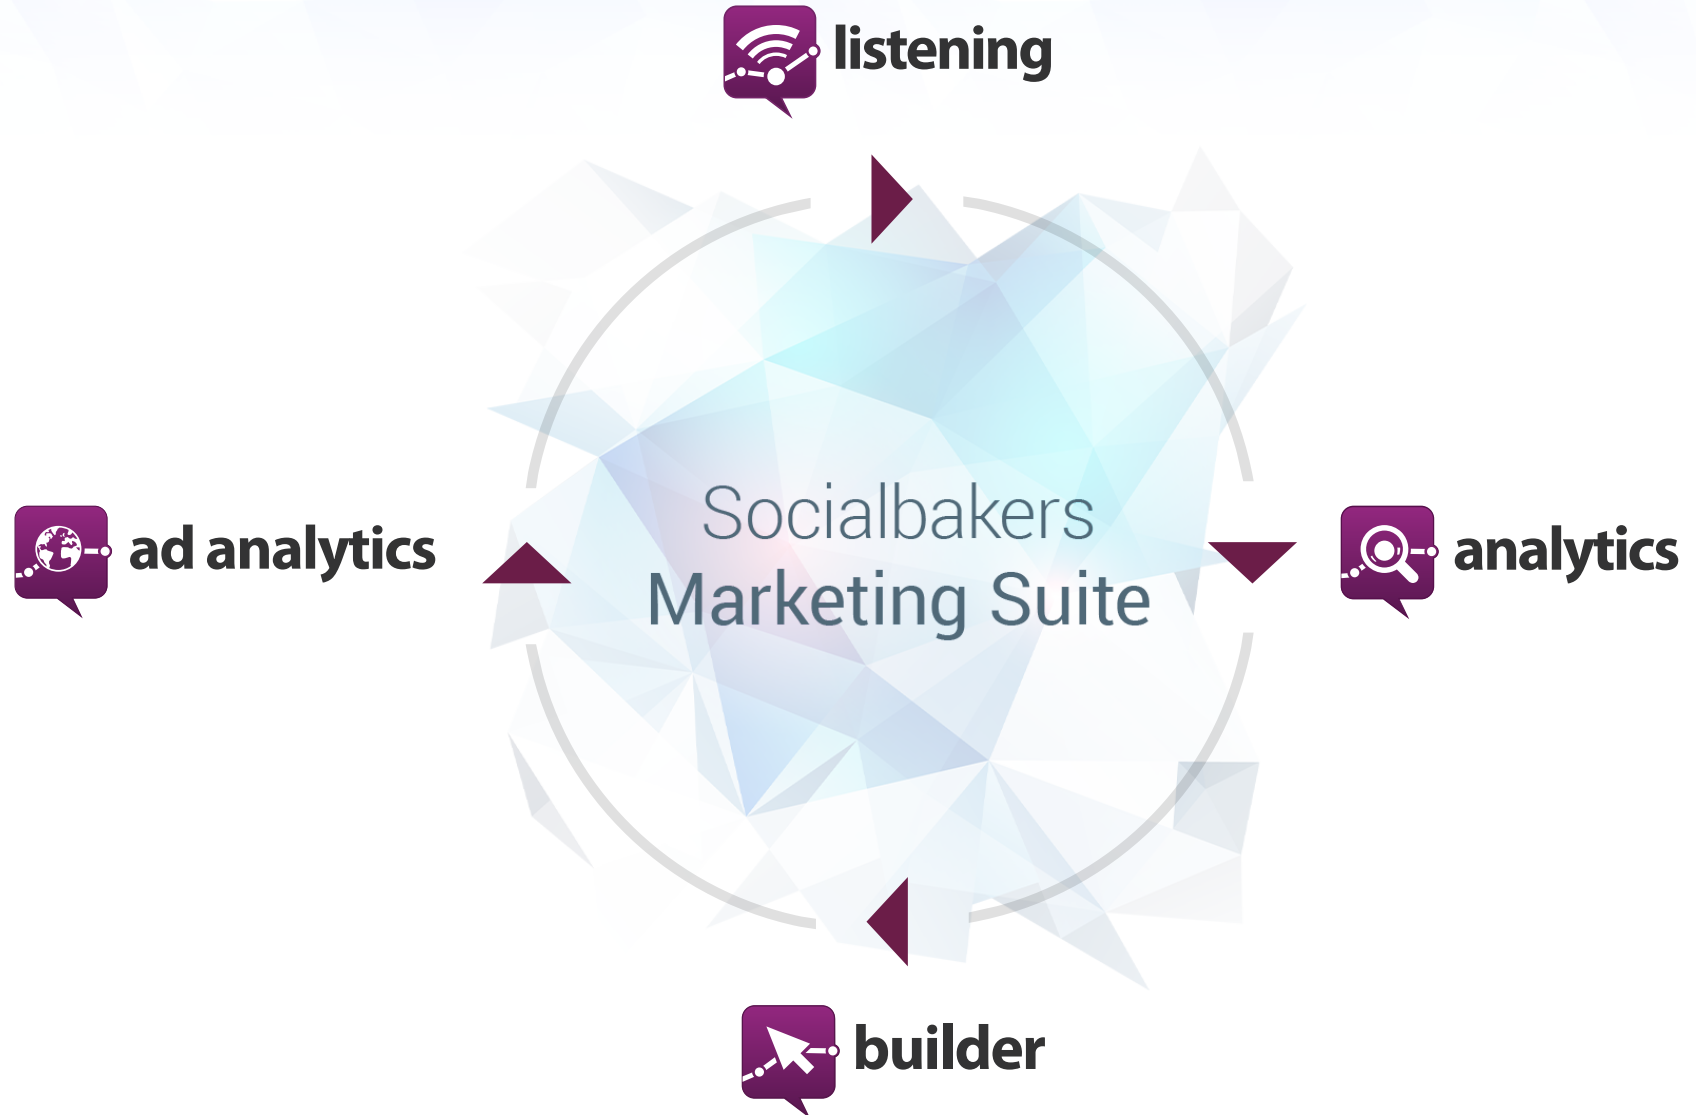 listening
ad analytics
Socialbakers
Marketing Suite
analytics
builder